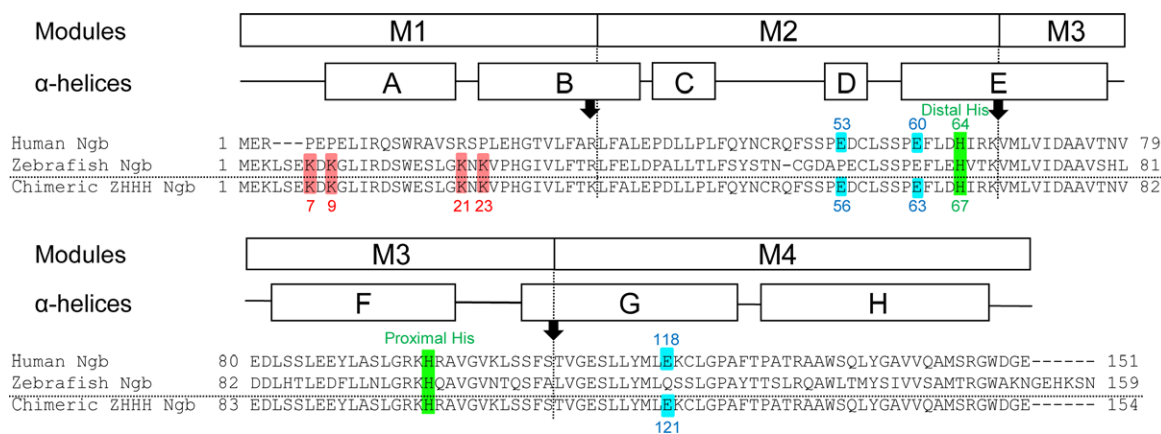 Modules M1 M2 M3
α-helices A B C D E
Distal His
53 60 64
Human Ngb 1 MER---PEPELIRQSWRAVSRSPLEHGTVLFARLFALEPDLLPLFQYNCRQFSSPEDCLSSPEFLDHIRKVMLVIDAAVTNV 79
Zebrafish Ngb 1 MEKLSEKDKGLIRDSWESLGKNKVPHGIVLFTRLFELDPALLTLFSYSTN-CGDAPECLSSPEFLEHVTKVMLVIDAAVSHL 81
Chimeric ZHHH Ngb 1 MEKLSEKDKGLIRDSWESLGKNKVPHGIVLFTKLFALEPDLLPLFQYNCRQFSSPEDCLSSPEFLDHIRKVMLVIDAAVTNV 82
7 9 21 23 56 63 67
Modules M3 M4
α-helices F G H
Proximal His 118
Human Ngb 80 EDLSSLEEYLASLGRKHRAVGVKLSSFSTVGESLLYMLEKCLGPAFTPATRAAWSQLYGAVVQAMSRGWDGE------ 151
Zebrafish Ngb 82 DDLHTLEDFLLNLGRKHQAVGVNTQSFALVGESLLYMLQSSLGPAYTTSLRQAWLTMYSIVVSAMTRGWAKNGEHKSN 159
Chimeric ZHHH Ngb 83 EDLSSLEEYLASLGRKHRAVGVKLSSFSTVGESLLYMLEKCLGPAFTPATRAAWSQLYGAVVQAMSRGWDGE------ 154
121